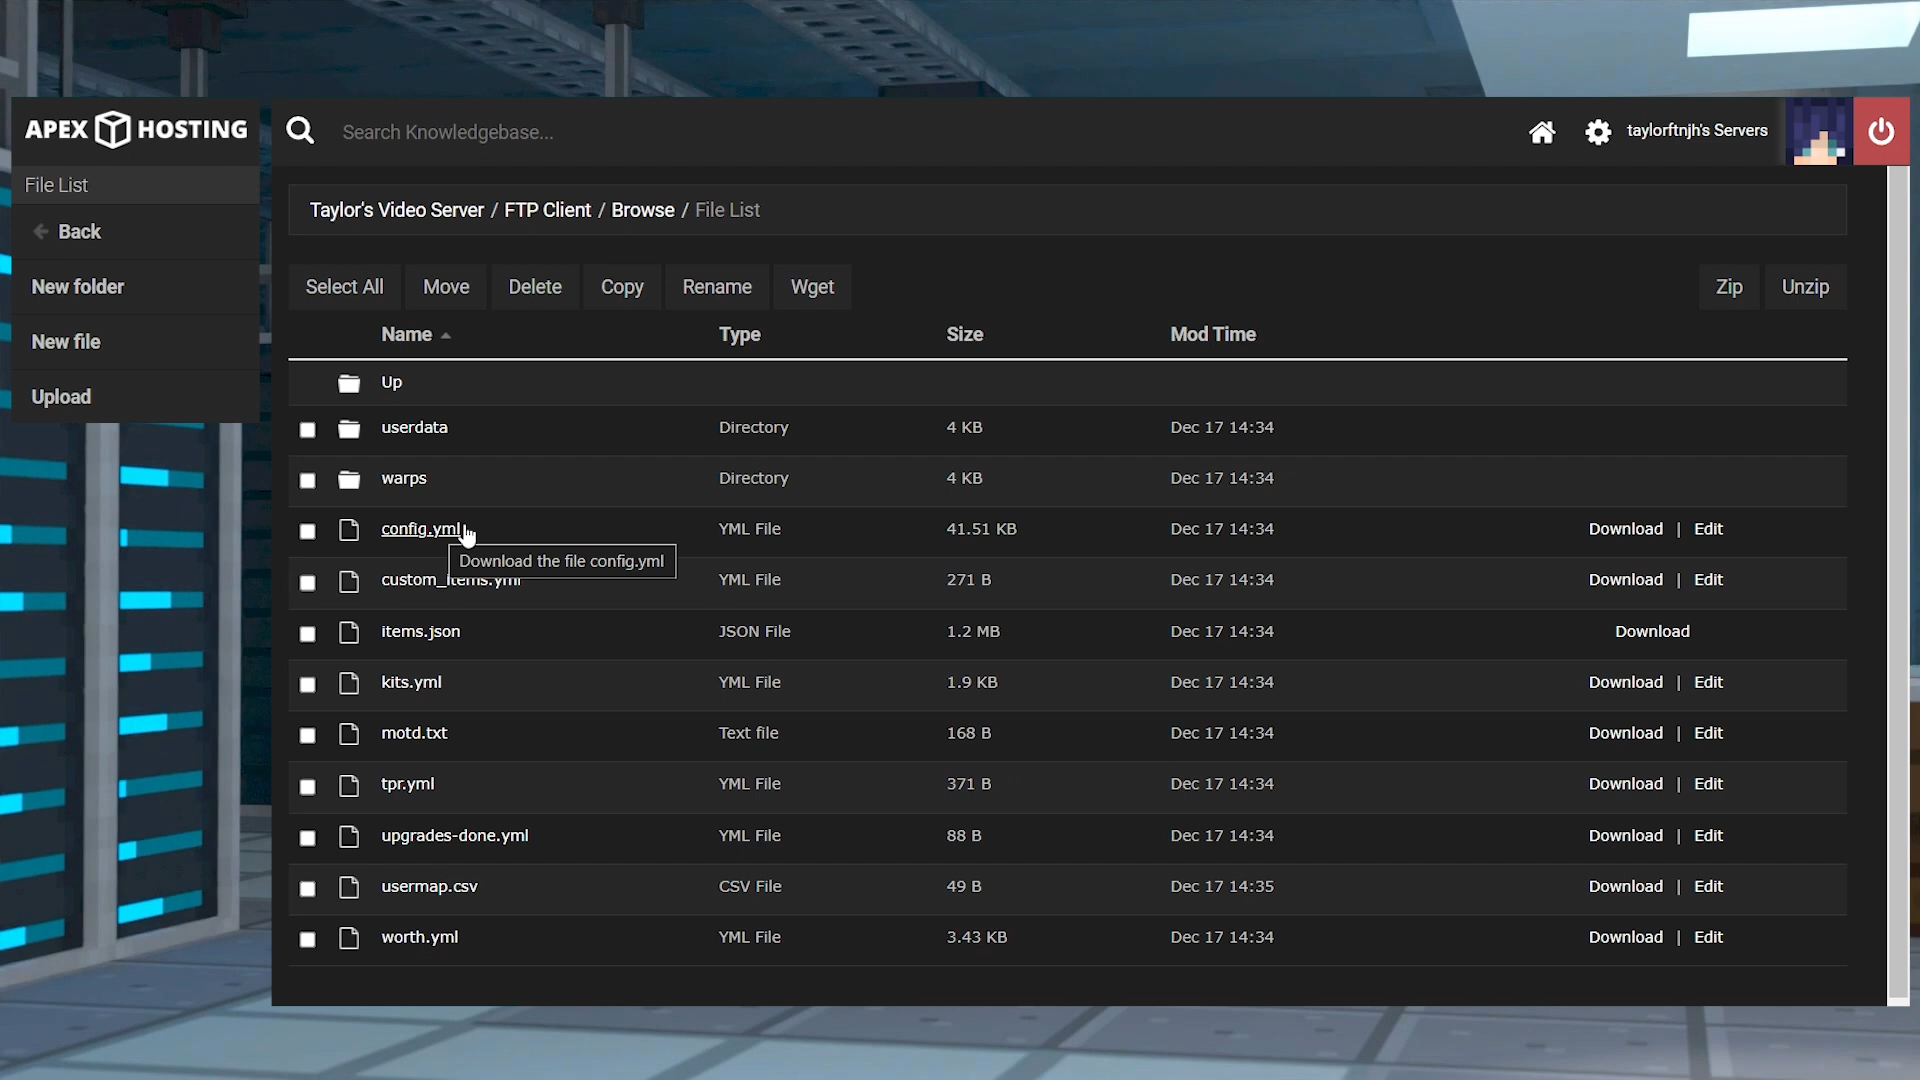 APEX HOSTING
Search Knowledgebase...
taylorftnjh's Servers
File List
Back
New folder
New file
Upload
Taylor's Video Server / FTP Client / Browse / File List
Select All Move Delete Copy Rename Wget Zip Unzip
Name Type Size Mod Time
Up
userdata Directory 4 KB Dec 17 14:34
warps Directory 4 KB Dec 17 14:34
config.yml YML File 41.51 KB Dec 17 14:34 Download | Edit
Download the file config.yml
custom_items.yml YML File 271 B Dec 17 14:34 Download | Edit
items.json JSON File 1.2 MB Dec 17 14:34 Download
kits.yml YML File 1.9 KB Dec 17 14:34 Download | Edit
motd.txt Text file 168 B Dec 17 14:34 Download | Edit
tpr.yml YML File 371 B Dec 17 14:34 Download | Edit
upgrades-done.yml YML File 88 B Dec 17 14:34 Download | Edit
usermap.csv CSV File 49 B Dec 17 14:35 Download | Edit
worth.yml YML File 3.43 KB Dec 17 14:34 Download | Edit